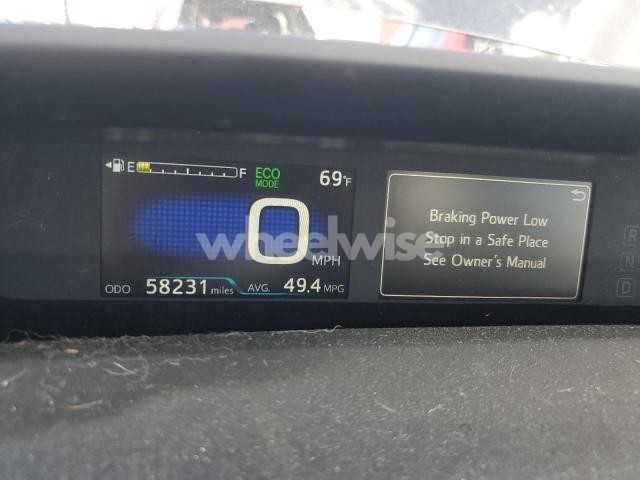 E F ECO
MODE
69°F
0
MPH
ODO 58231 miles AVG. 49.4 MPG
Braking Power Low
Stop in a Safe Place
See Owner's Manual
R
N
D
wheelwise